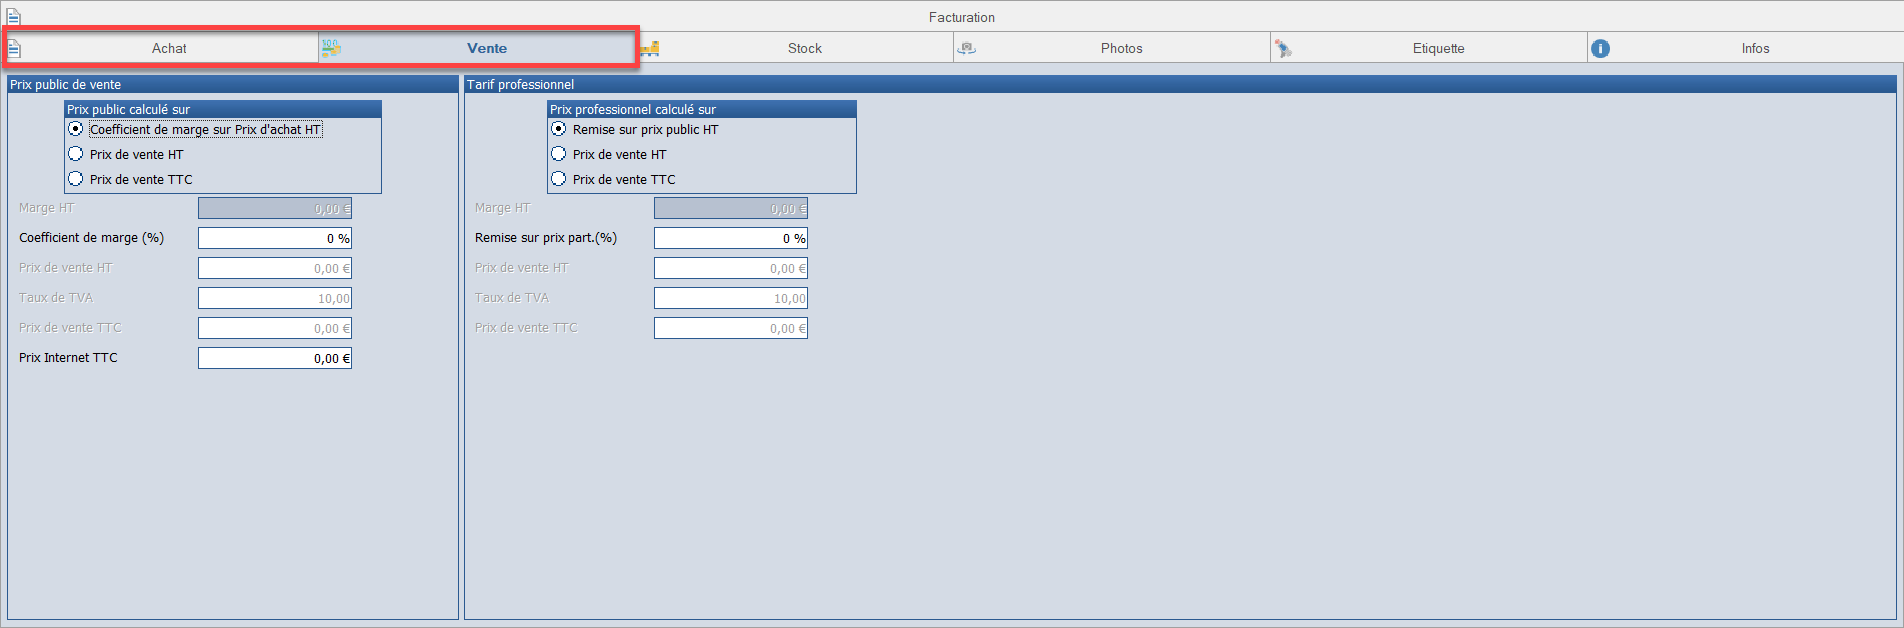 Facturation
Achat
Vente
Stock
Photos
Etiquette
Infos
Prix public de vente
Prix public calculé sur
Coefficient de marge sur Prix d'achat HT
Prix de vente HT
Prix de vente TTC
Marge HT 0,00 €
Coefficient de marge (%) 0 %
Prix de vente HT 0,00 €
Taux de TVA 10,00
Prix de vente TTC 0,00 €
Prix Internet TTC 0,00 €
Tarif professionnel
Prix professionnel calculé sur
Remise sur prix public HT
Prix de vente HT
Prix de vente TTC
Marge HT 0,00 €
Remise sur prix part.(%) 0 %
Prix de vente HT 0,00 €
Taux de TVA 10,00
Prix de vente TTC 0,00 €